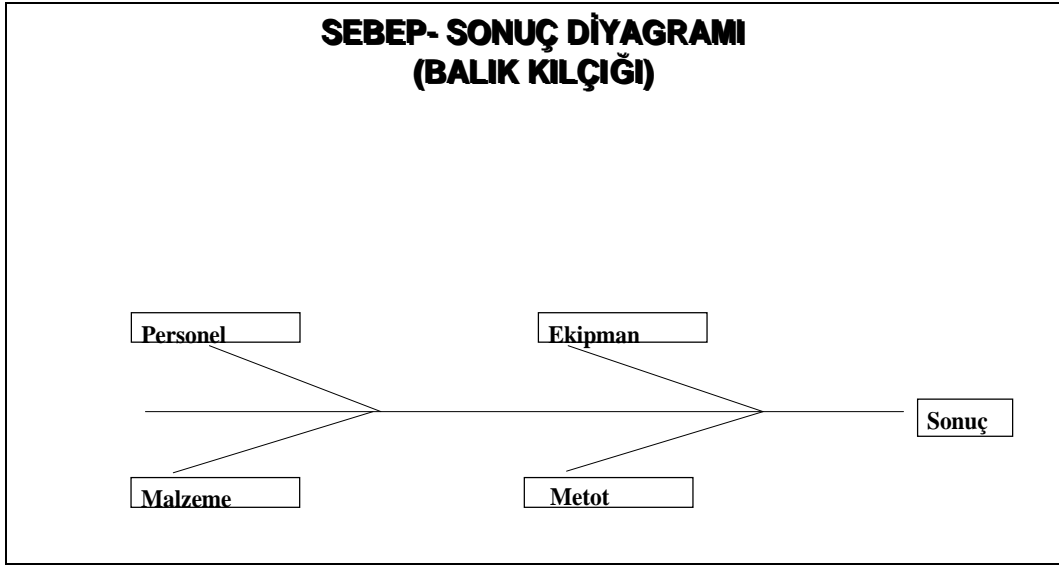 SEBEP- SONUÇ DİYAGRAMI
(BALIK KILÇIĞI)
Personel
Ekipman
Sonuç
Malzeme
Metot